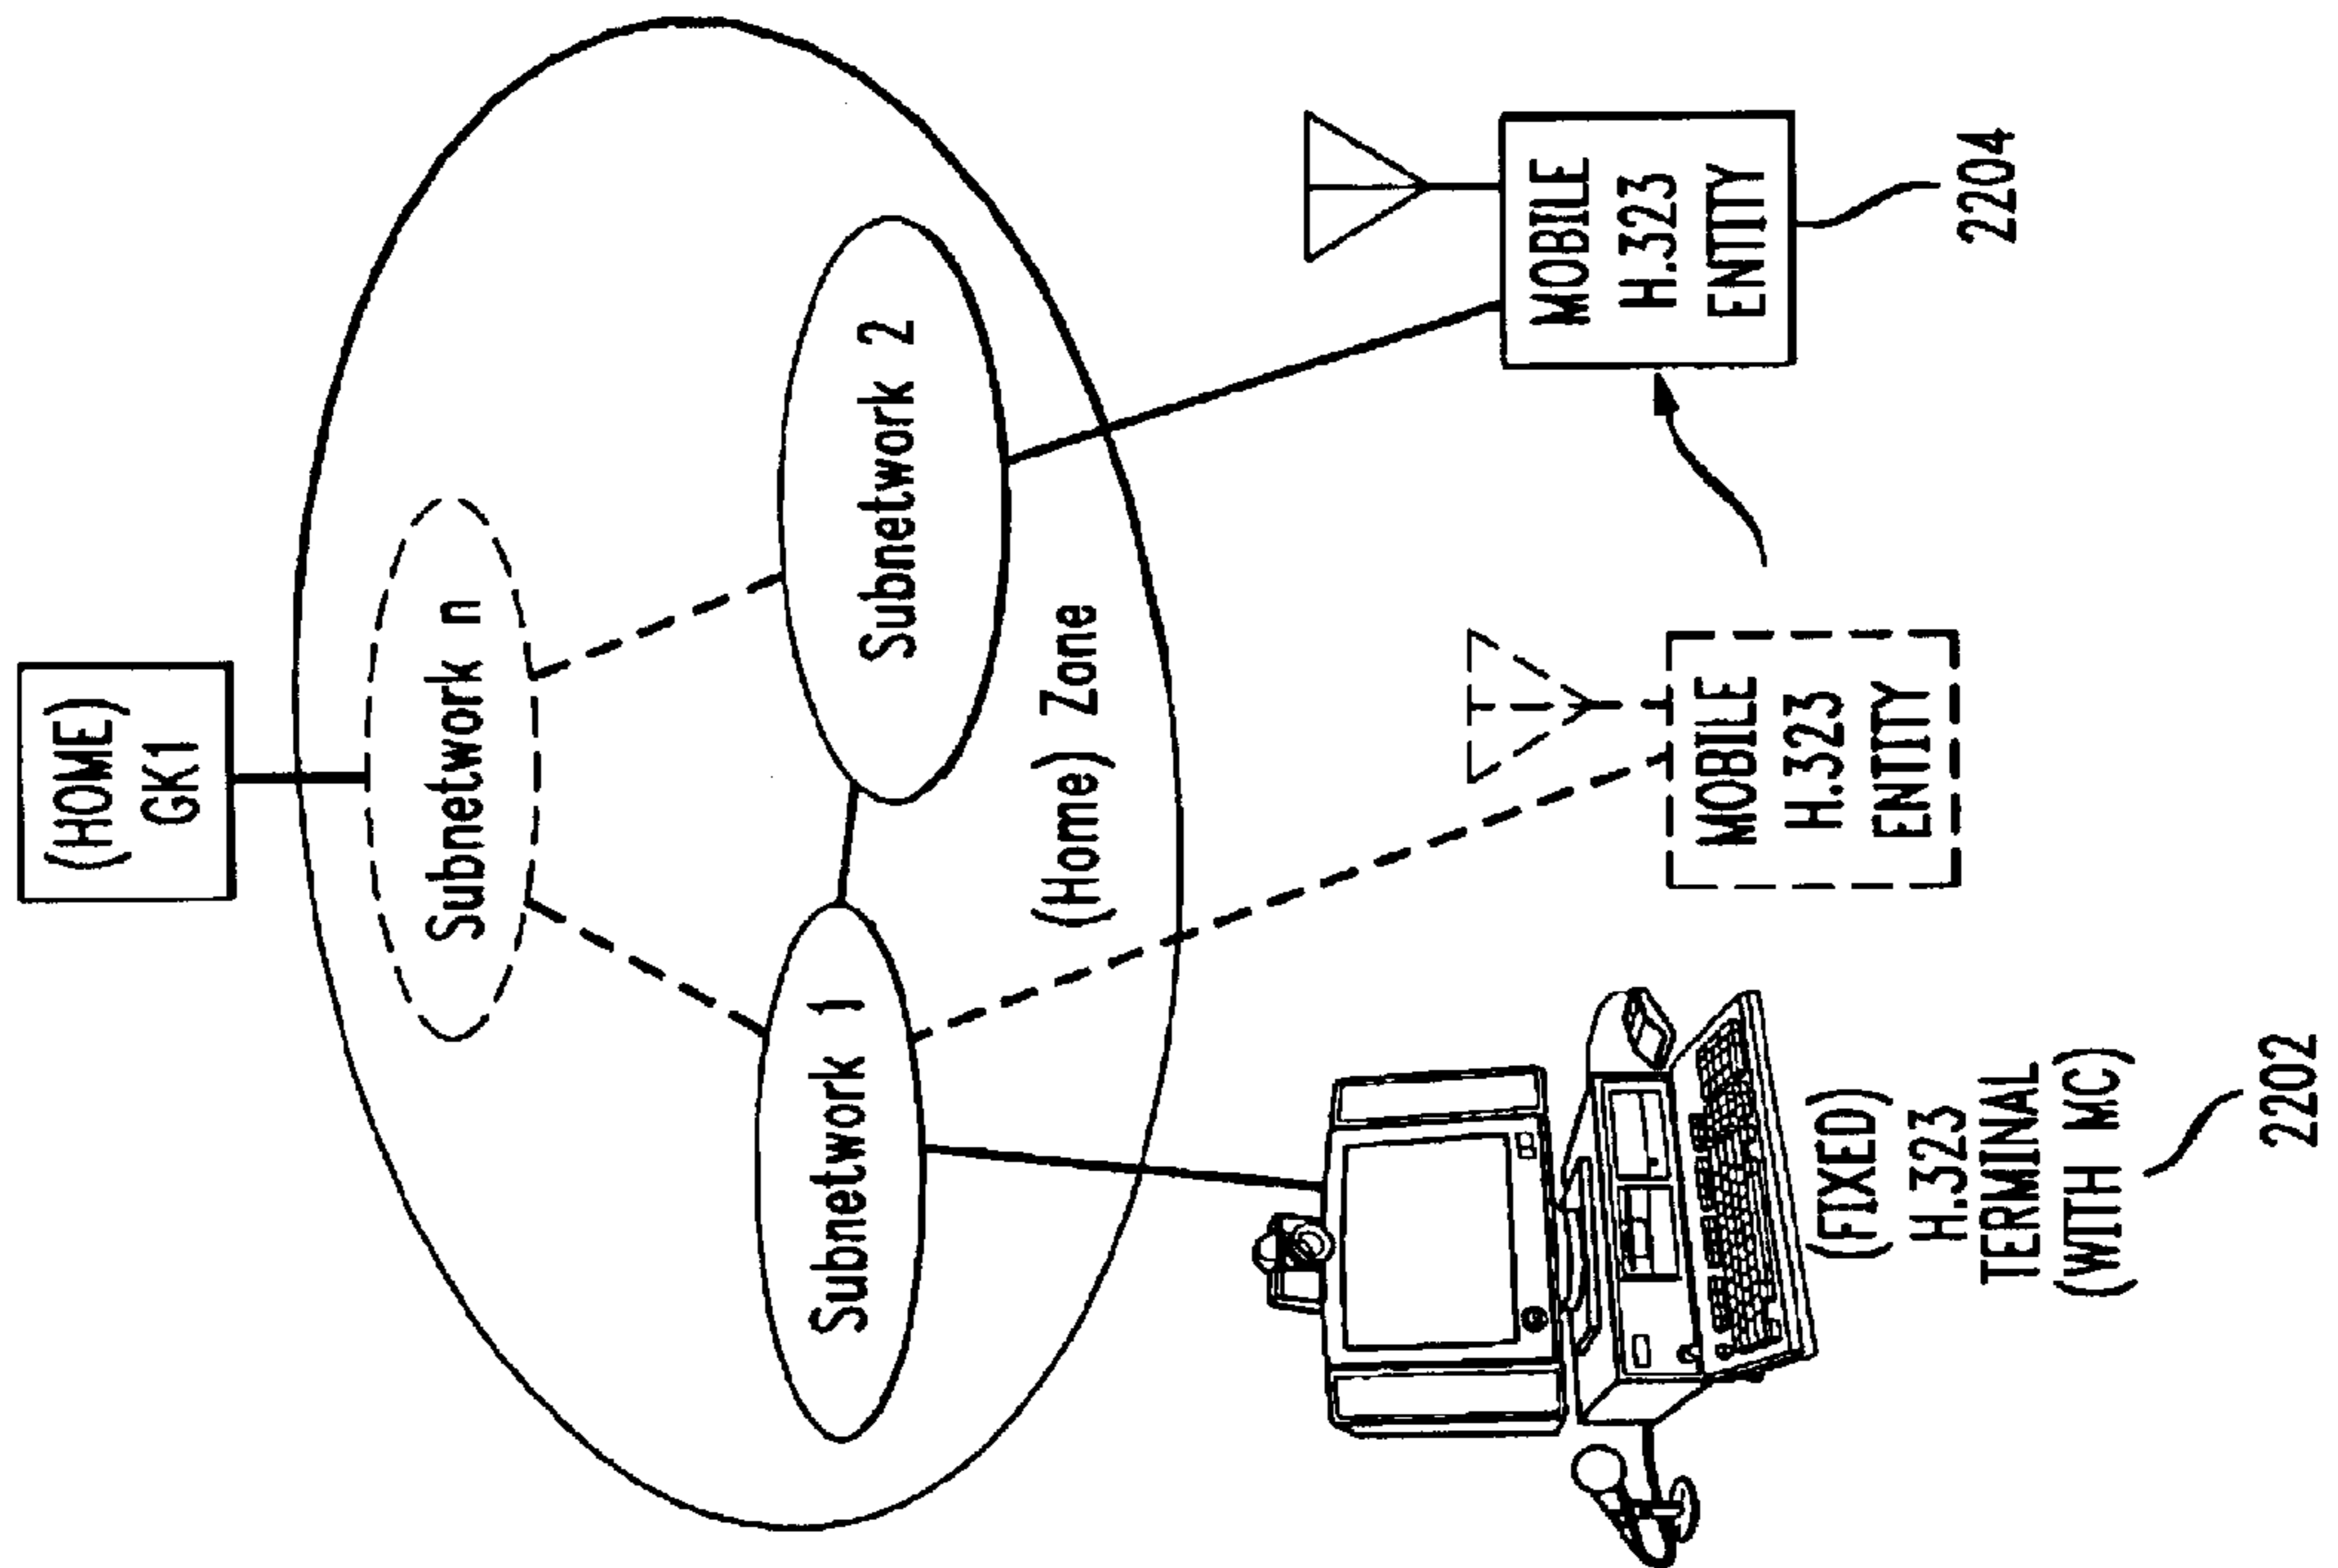 (HOME)
GK1
Subnetwork n
Subnetwork 1
Subnetwork 2
(Home) Zone
(FIXED)
H.323
TERMINAL
(WITH MC)
2202
MOBILE
H.323
ENTITY
MOBILE
H.323
ENTITY
2204